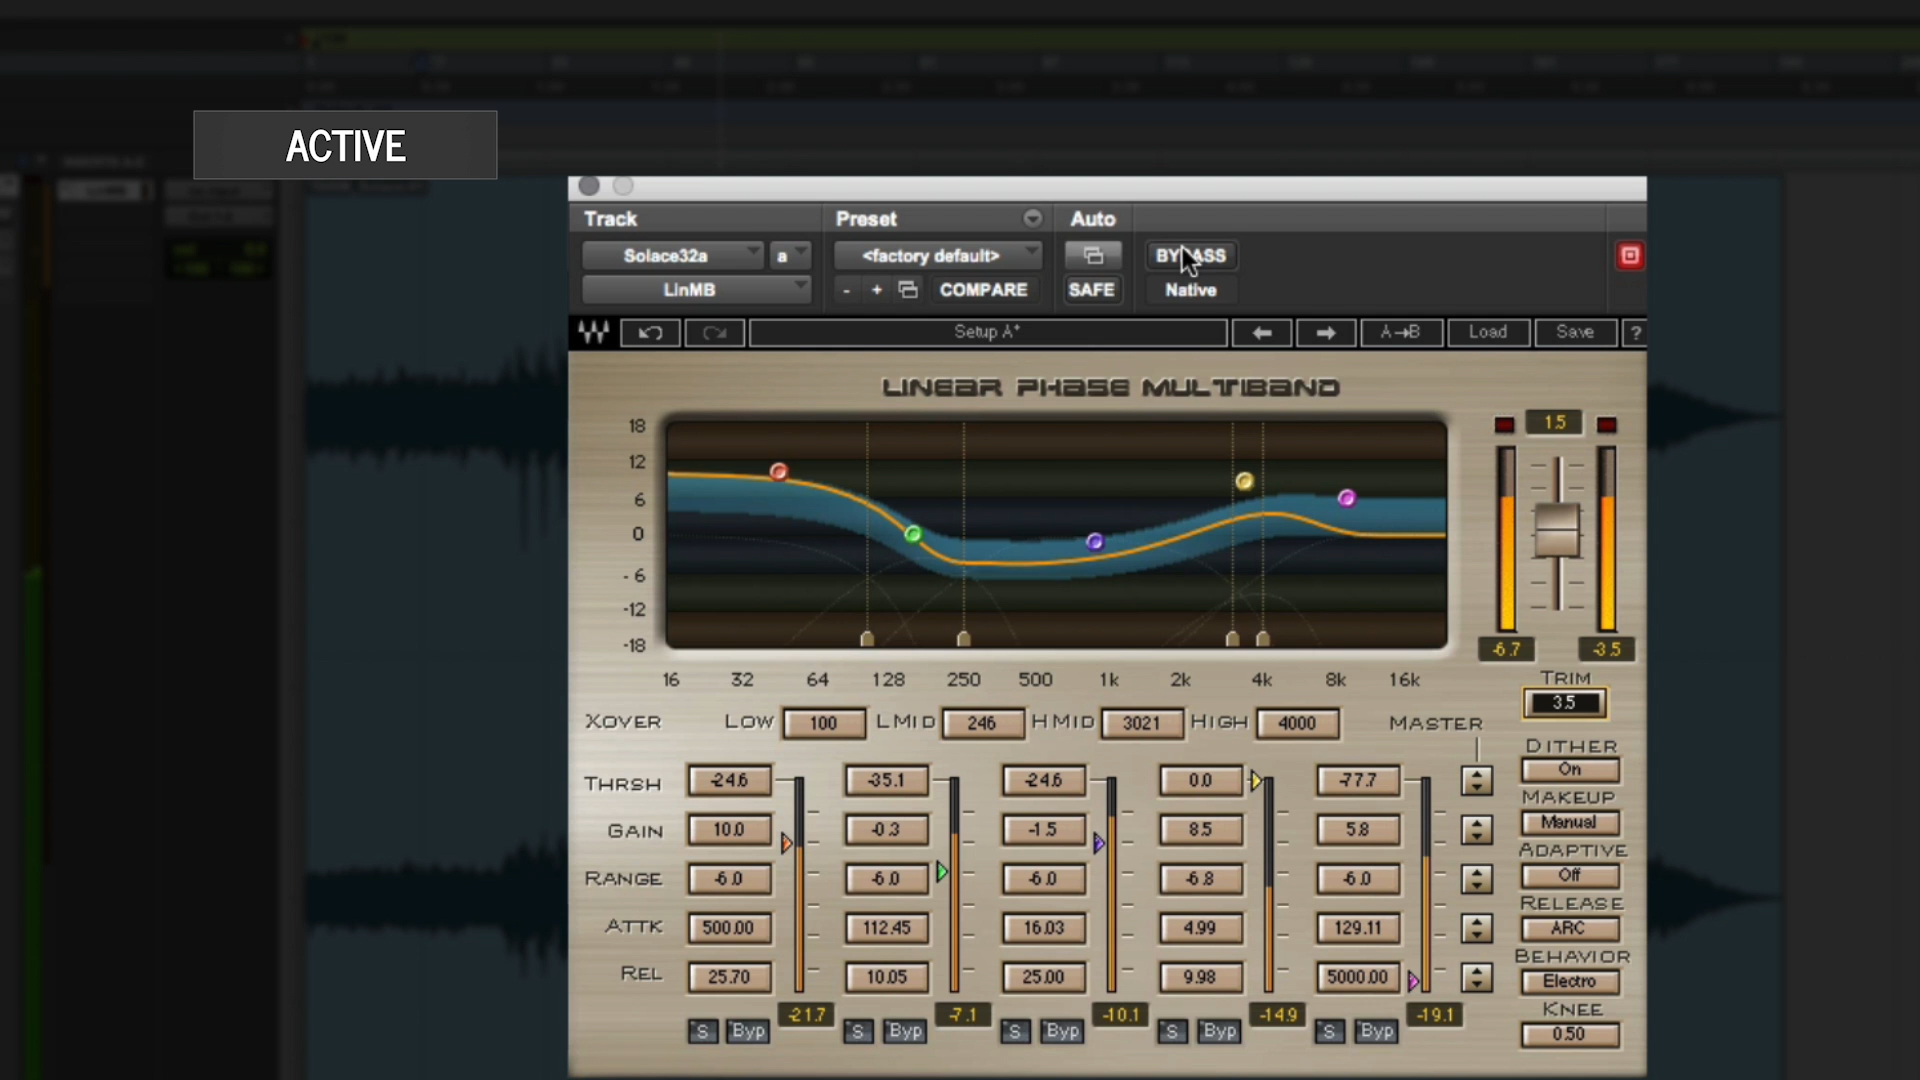 ACTIVE
Track Preset Auto
Solace32a a <factory default> BYPASS
LinMB - + COMPARE SAFE Native
Setup A* A→B Load Save ?
LINEAR PHASE MULTIBAND
18
12
6
0
-6
-12
-18
1.5
-6.7 -3.5
16 32 64 128 250 500 1k 2k 4k 8k 16k
TRIM
3.5
XOVER LOW 100 LMID 246 HMID 3021 HIGH 4000 MASTER
THRSH -24.6 -35.1 -24.6 0.0 -77.7
GAIN 10.0 -0.3 -1.5 8.5 5.8
RANGE -6.0 -6.0 -6.0 -6.8 -6.0
ATTK 500.00 112.45 16.03 4.99 129.11
REL 25.70 10.05 25.00 9.98 5000.00
-21.7 -7.1 -10.1 -14.9 -19.1
S Byp S Byp S Byp S Byp S Byp
DITHER
On
MAKEUP
Manual
ADAPTIVE
Off
RELEASE
ARC
BEHAVIOR
Electro
KNEE
0.50